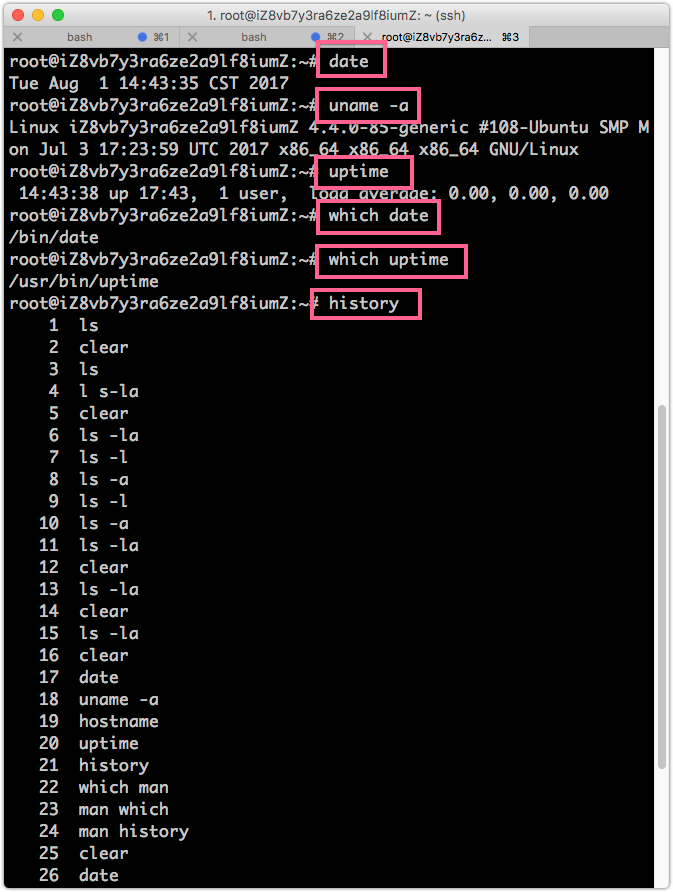 1. root@iZ8vb7y3ra6ze2a9lf8iumZ: ~ (ssh)
bash ⌘1 bash ⌘2 root@iZ8vb7y3ra6z... ⌘3
root@iZ8vb7y3ra6ze2a9lf8iumZ:~# date
Tue Aug  1 14:43:35 CST 2017
root@iZ8vb7y3ra6ze2a9lf8iumZ:~# uname -a
Linux iZ8vb7y3ra6ze2a9lf8iumZ 4.4.0-85-generic #108-Ubuntu SMP M
on Jul 3 17:23:59 UTC 2017 x86_64 x86_64 x86_64 GNU/Linux
root@iZ8vb7y3ra6ze2a9lf8iumZ:~# uptime
 14:43:38 up 17:43,  1 user,  load average: 0.00, 0.00, 0.00
root@iZ8vb7y3ra6ze2a9lf8iumZ:~# which date
/bin/date
root@iZ8vb7y3ra6ze2a9lf8iumZ:~# which uptime
/usr/bin/uptime
root@iZ8vb7y3ra6ze2a9lf8iumZ:~# history
    1  ls
    2  clear
    3  ls
    4  l s-la
    5  clear
    6  ls -la
    7  ls -l
    8  ls -a
    9  ls -l
   10  ls -a
   11  ls -la
   12  clear
   13  ls -la
   14  clear
   15  ls -la
   16  clear
   17  date
   18  uname -a
   19  hostname
   20  uptime
   21  history
   22  which man
   23  man which
   24  man history
   25  clear
   26  date